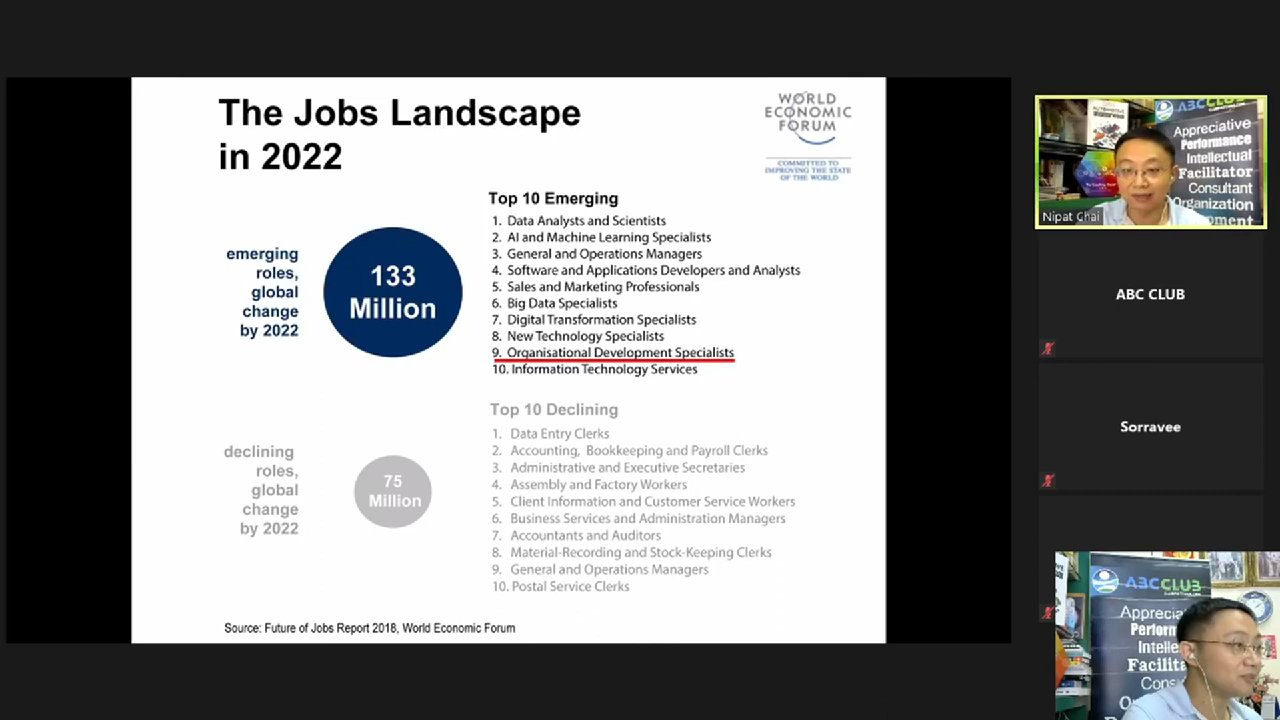 The Jobs Landscape
in 2022
WORLD
ECONOMIC
FORUM
COMMITTED TO
IMPROVING THE STATE
OF THE WORLD
emerging
roles,
global
change
by 2022
133
Million
Top 10 Emerging
1. Data Analysts and Scientists
2. AI and Machine Learning Specialists
3. General and Operations Managers
4. Software and Applications Developers and Analysts
5. Sales and Marketing Professionals
6. Big Data Specialists
7. Digital Transformation Specialists
8. New Technology Specialists
9. Organisational Development Specialists
10. Information Technology Services
declining
roles,
global
change
by 2022
75
Million
Top 10 Declining
1. Data Entry Clerks
2. Accounting, Bookkeeping and Payroll Clerks
3. Administrative and Executive Secretaries
4. Assembly and Factory Workers
5. Client Information and Customer Service Workers
6. Business Services and Administration Managers
7. Accountants and Auditors
8. Material-Recording and Stock-Keeping Clerks
9. General and Operations Managers
10. Postal Service Clerks
Source: Future of Jobs Report 2018, World Economic Forum
ABC CLUB
Appreciative
Performance
Intellectual
Facilitator
Consultant
Organization
Nipat Chai
ABC CLUB
Sorravee
ABC CLUB
Appreciac
Perform
Intelle
Facilita
Cons